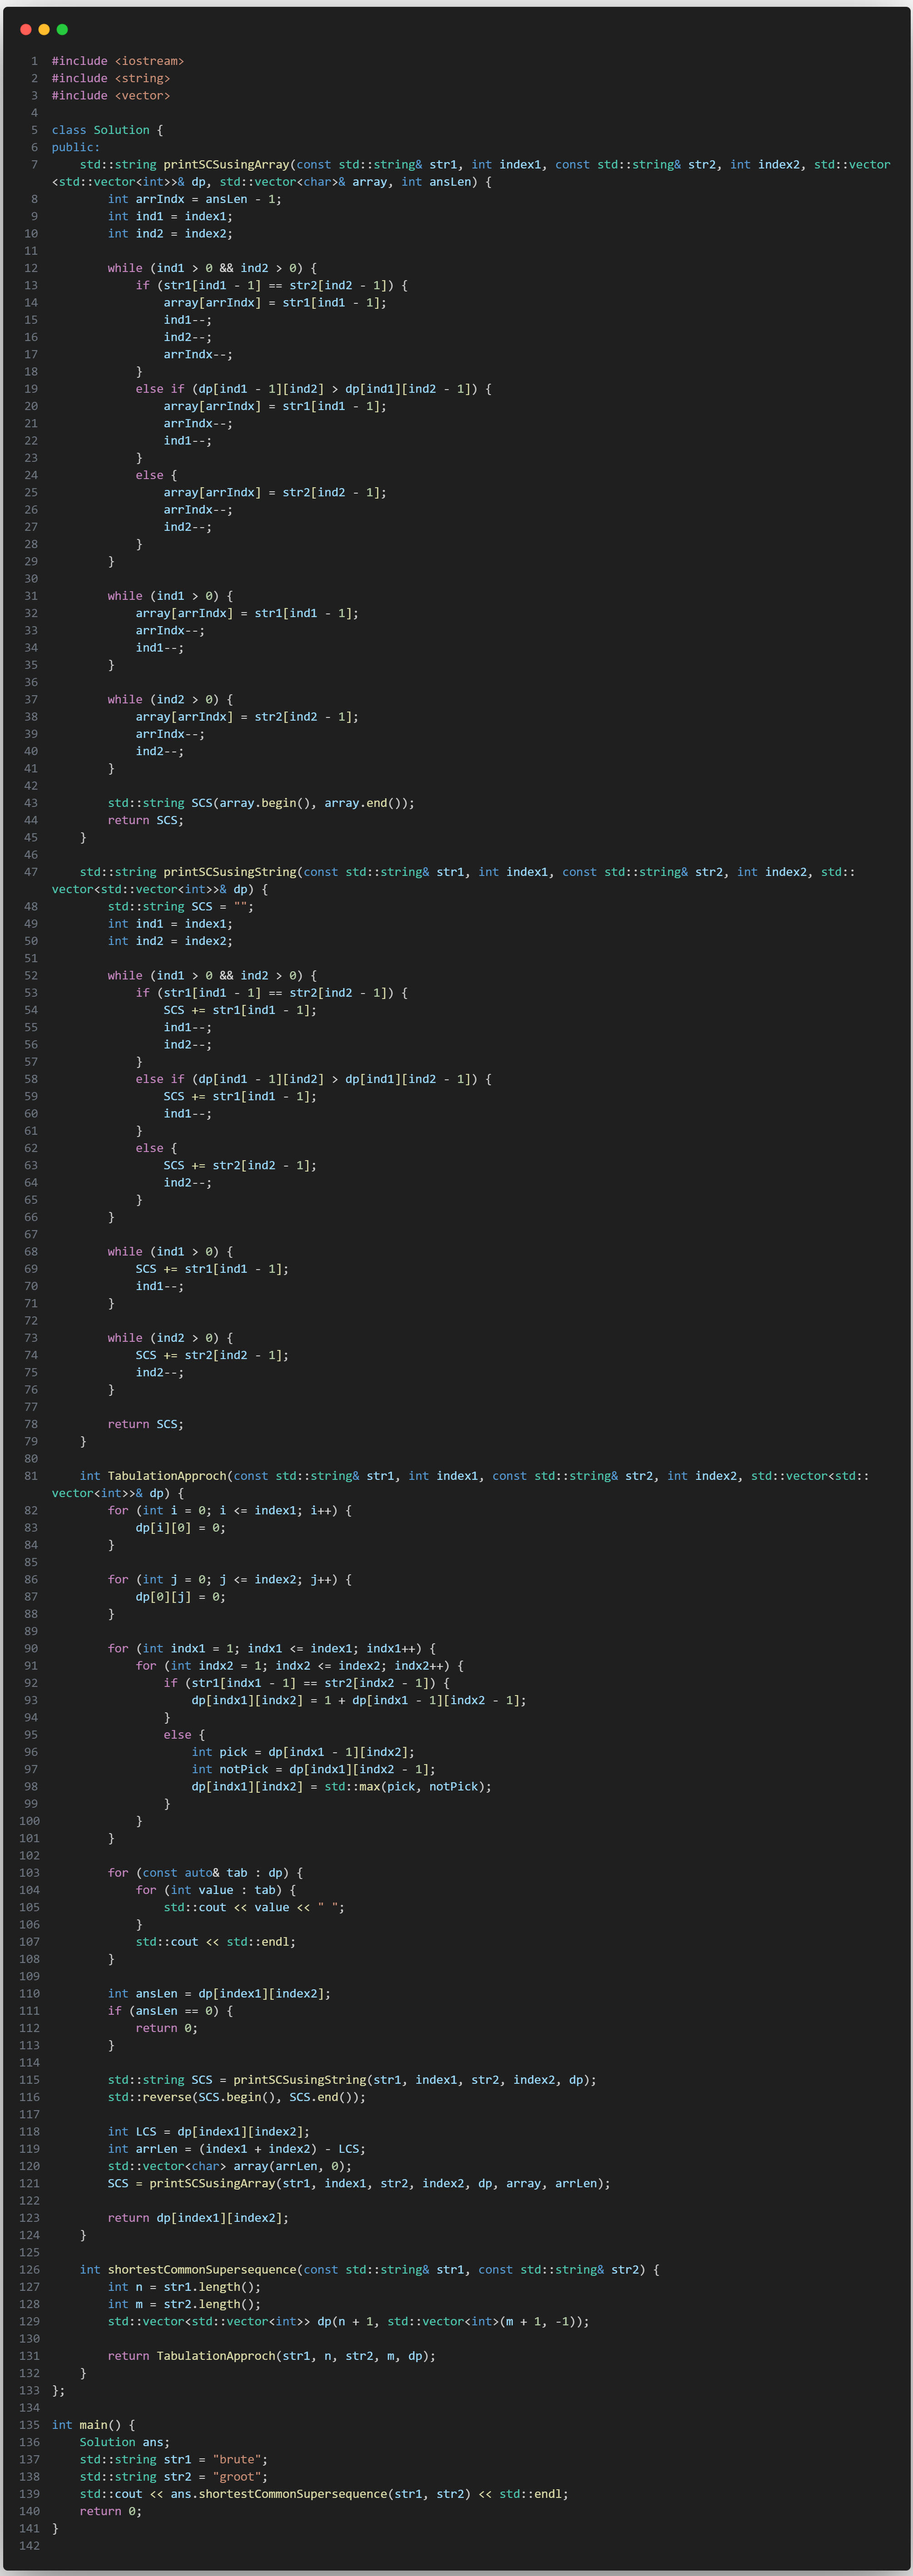 1 #include <iostream>
2 #include <string>
3 #include <vector>
4
5 class Solution {
6 public:
7     std::string printSCSusingArray(const std::string& str1, int index1, const std::string& str2, int index2, std::vector
<std::vector<int>>& dp, std::vector<char>& array, int ansLen) {
8         int arrIndx = ansLen - 1;
9         int ind1 = index1;
10         int ind2 = index2;
11
12         while (ind1 > 0 && ind2 > 0) {
13             if (str1[ind1 - 1] == str2[ind2 - 1]) {
14                 array[arrIndx] = str1[ind1 - 1];
15                 ind1--;
16                 ind2--;
17                 arrIndx--;
18             }
19             else if (dp[ind1 - 1][ind2] > dp[ind1][ind2 - 1]) {
20                 array[arrIndx] = str1[ind1 - 1];
21                 arrIndx--;
22                 ind1--;
23             }
24             else {
25                 array[arrIndx] = str2[ind2 - 1];
26                 arrIndx--;
27                 ind2--;
28             }
29         }
30
31         while (ind1 > 0) {
32             array[arrIndx] = str1[ind1 - 1];
33             arrIndx--;
34             ind1--;
35         }
36
37         while (ind2 > 0) {
38             array[arrIndx] = str2[ind2 - 1];
39             arrIndx--;
40             ind2--;
41         }
42
43         std::string SCS(array.begin(), array.end());
44         return SCS;
45     }
46
47     std::string printSCSusingString(const std::string& str1, int index1, const std::string& str2, int index2, std::
vector<std::vector<int>>& dp) {
48         std::string SCS = "";
49         int ind1 = index1;
50         int ind2 = index2;
51
52         while (ind1 > 0 && ind2 > 0) {
53             if (str1[ind1 - 1] == str2[ind2 - 1]) {
54                 SCS += str1[ind1 - 1];
55                 ind1--;
56                 ind2--;
57             }
58             else if (dp[ind1 - 1][ind2] > dp[ind1][ind2 - 1]) {
59                 SCS += str1[ind1 - 1];
60                 ind1--;
61             }
62             else {
63                 SCS += str2[ind2 - 1];
64                 ind2--;
65             }
66         }
67
68         while (ind1 > 0) {
69             SCS += str1[ind1 - 1];
70             ind1--;
71         }
72
73         while (ind2 > 0) {
74             SCS += str2[ind2 - 1];
75             ind2--;
76         }
77
78         return SCS;
79     }
80
81     int TabulationApproch(const std::string& str1, int index1, const std::string& str2, int index2, std::vector<std::
vector<int>>& dp) {
82         for (int i = 0; i <= index1; i++) {
83             dp[i][0] = 0;
84         }
85
86         for (int j = 0; j <= index2; j++) {
87             dp[0][j] = 0;
88         }
89
90         for (int indx1 = 1; indx1 <= index1; indx1++) {
91             for (int indx2 = 1; indx2 <= index2; indx2++) {
92                 if (str1[indx1 - 1] == str2[indx2 - 1]) {
93                     dp[indx1][indx2] = 1 + dp[indx1 - 1][indx2 - 1];
94                 }
95                 else {
96                     int pick = dp[indx1 - 1][indx2];
97                     int notPick = dp[indx1][indx2 - 1];
98                     dp[indx1][indx2] = std::max(pick, notPick);
99                 }
100             }
101         }
102
103         for (const auto& tab : dp) {
104             for (int value : tab) {
105                 std::cout << value << " ";
106             }
107             std::cout << std::endl;
108         }
109
110         int ansLen = dp[index1][index2];
111         if (ansLen == 0) {
112             return 0;
113         }
114
115         std::string SCS = printSCSusingString(str1, index1, str2, index2, dp);
116         std::reverse(SCS.begin(), SCS.end());
117
118         int LCS = dp[index1][index2];
119         int arrLen = (index1 + index2) - LCS;
120         std::vector<char> array(arrLen, 0);
121         SCS = printSCSusingArray(str1, index1, str2, index2, dp, array, arrLen);
122
123         return dp[index1][index2];
124     }
125
126     int shortestCommonSupersequence(const std::string& str1, const std::string& str2) {
127         int n = str1.length();
128         int m = str2.length();
129         std::vector<std::vector<int>> dp(n + 1, std::vector<int>(m + 1, -1));
130
131         return TabulationApproch(str1, n, str2, m, dp);
132     }
133 };
134
135 int main() {
136     Solution ans;
137     std::string str1 = "brute";
138     std::string str2 = "groot";
139     std::cout << ans.shortestCommonSupersequence(str1, str2) << std::endl;
140     return 0;
141 }
142